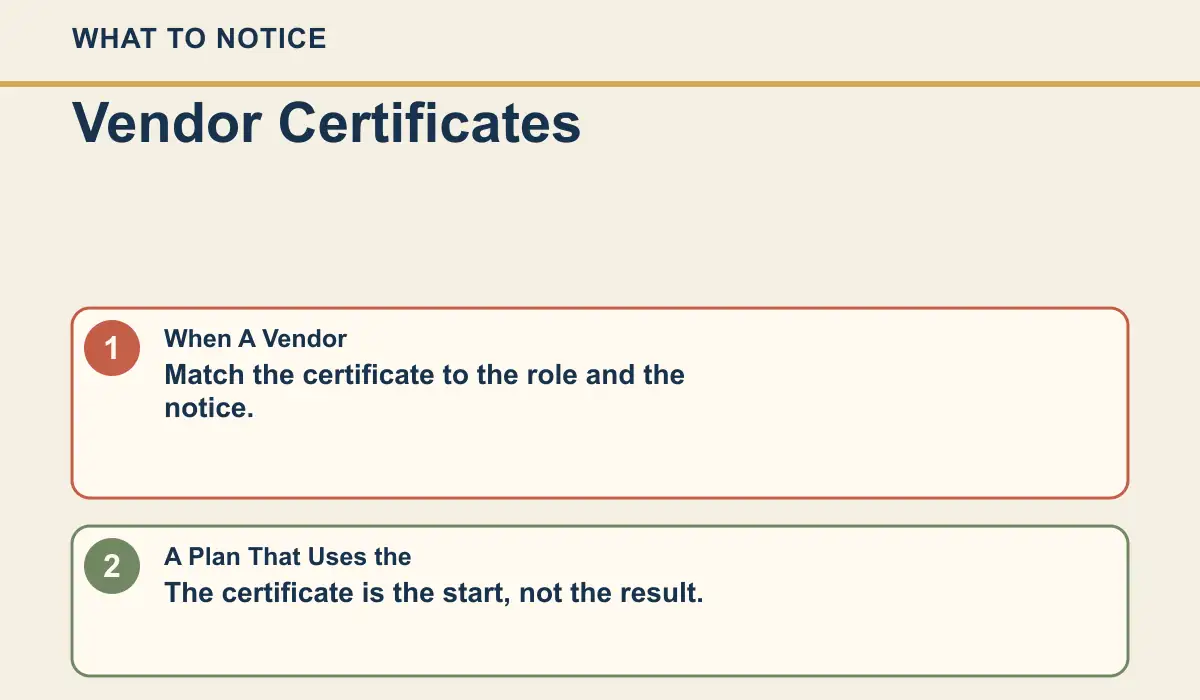 WHAT TO NOTICE
Vendor Certificates
1
When A Vendor
Match the certificate to the role and the
notice.
2
A Plan That Uses the
The certificate is the start, not the result.